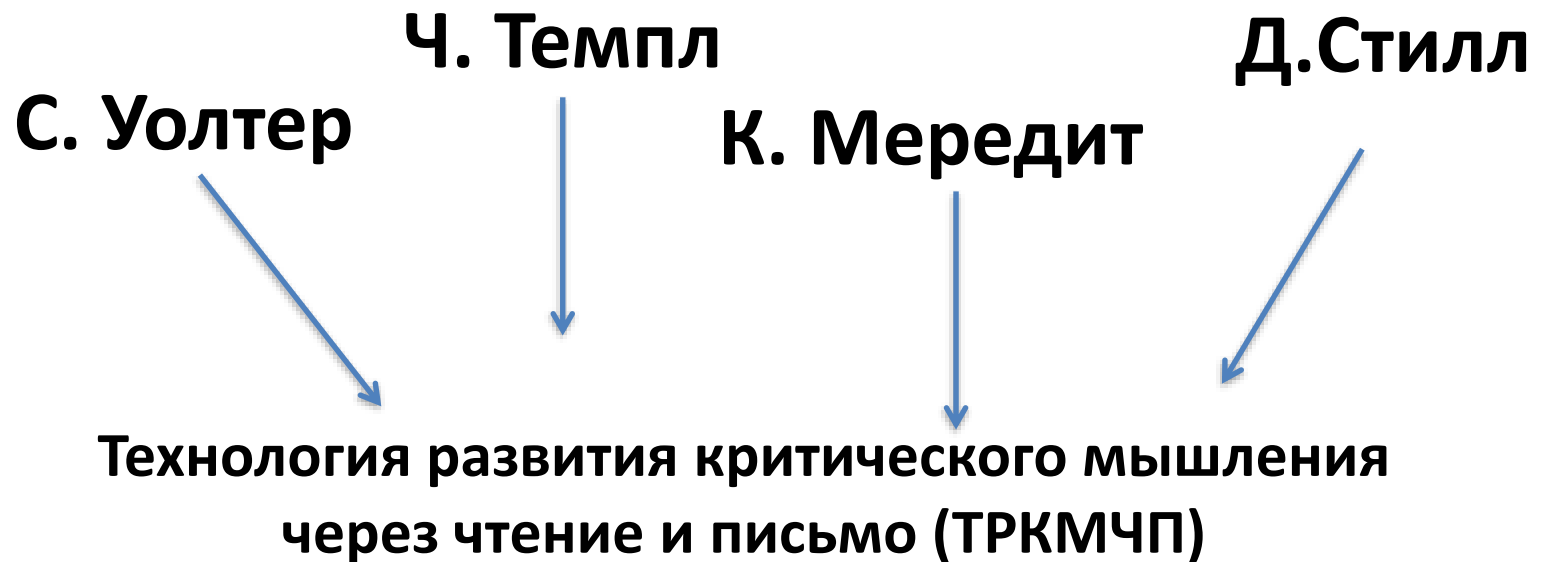 Ч. Темпл
Д.Стилл
С. Уолтер
К. Мередит
Технология развития критического мышления
через чтение и письмо (ТРКМЧП)